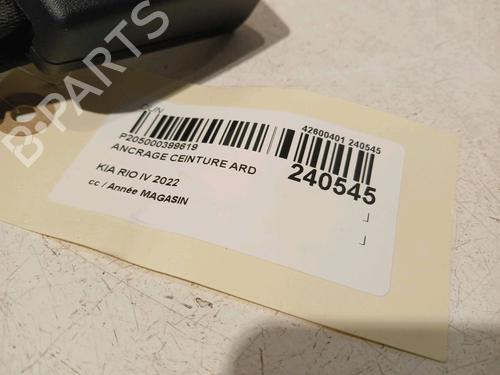 B-PARTS
42600401 240545
P205000399619
ANCRAGE CEINTURE ARD
240545
KIA RIO IV 2022
cc / Année MAGASIN